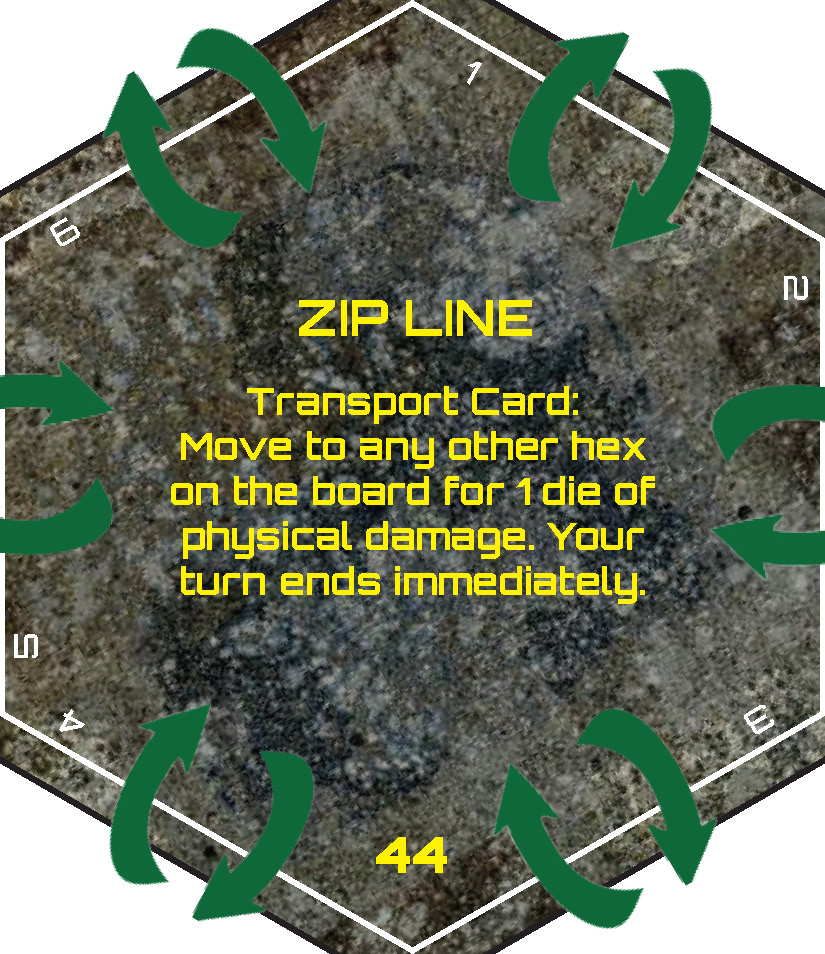 1
6
2
ZIP LINE
Transport Card:
Move to any other hex
on the board for 1 die of
physical damage. Your
turn ends immediately.
5
4
3
44